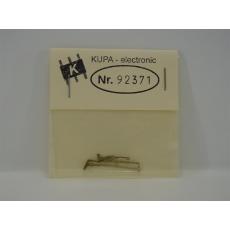 K
KUPA - electronic
Nr. 92371